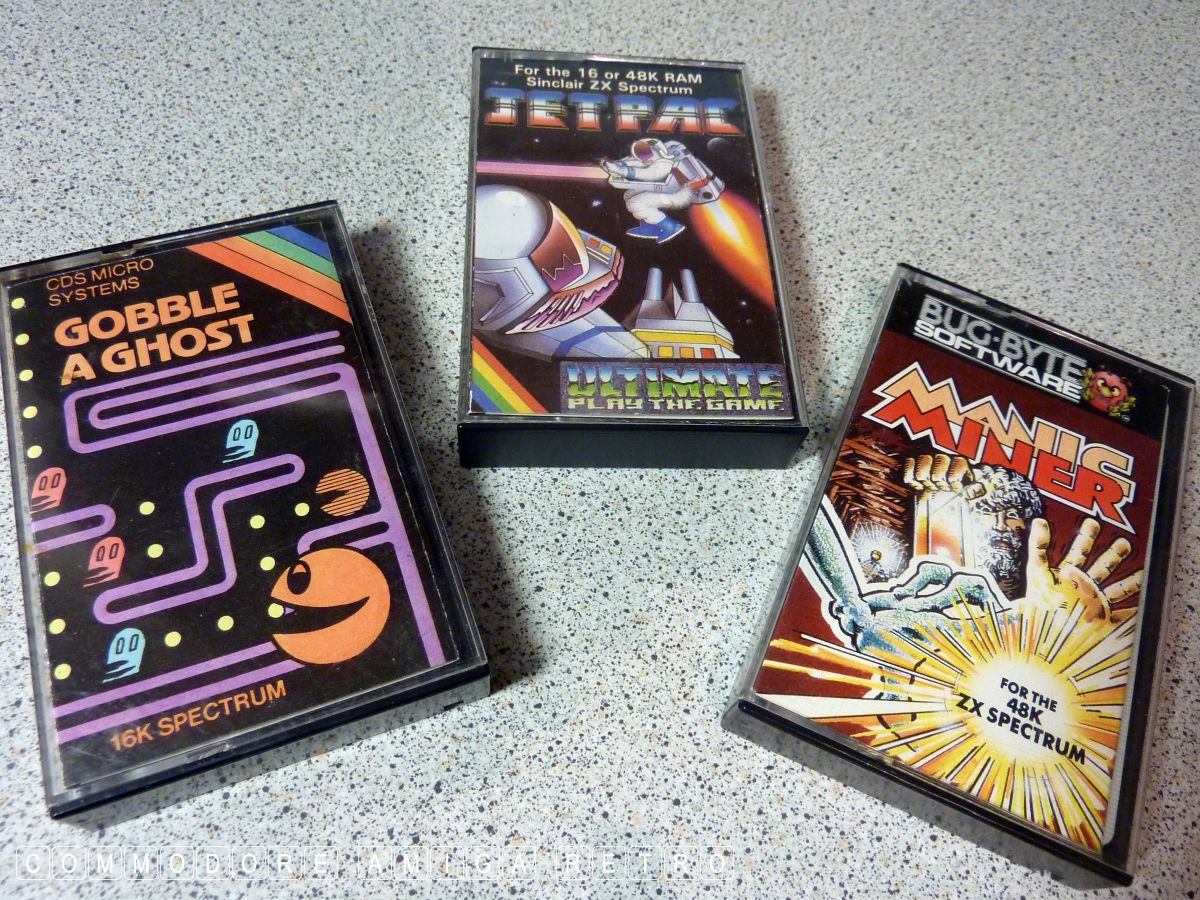 CDS MICRO
SYSTEMS
GOBBLE
A GHOST
16K SPECTRUM
For the 16 or 48K RAM
Sinclair ZX Spectrum
JETPAC
ULTIMATE
PLAY THE GAME
BUG-BYTE
SOFTWARE
TM
MANIC
MINER
FOR THE
48K
ZX SPECTRUM
COMMODORE AMIGA RETRO